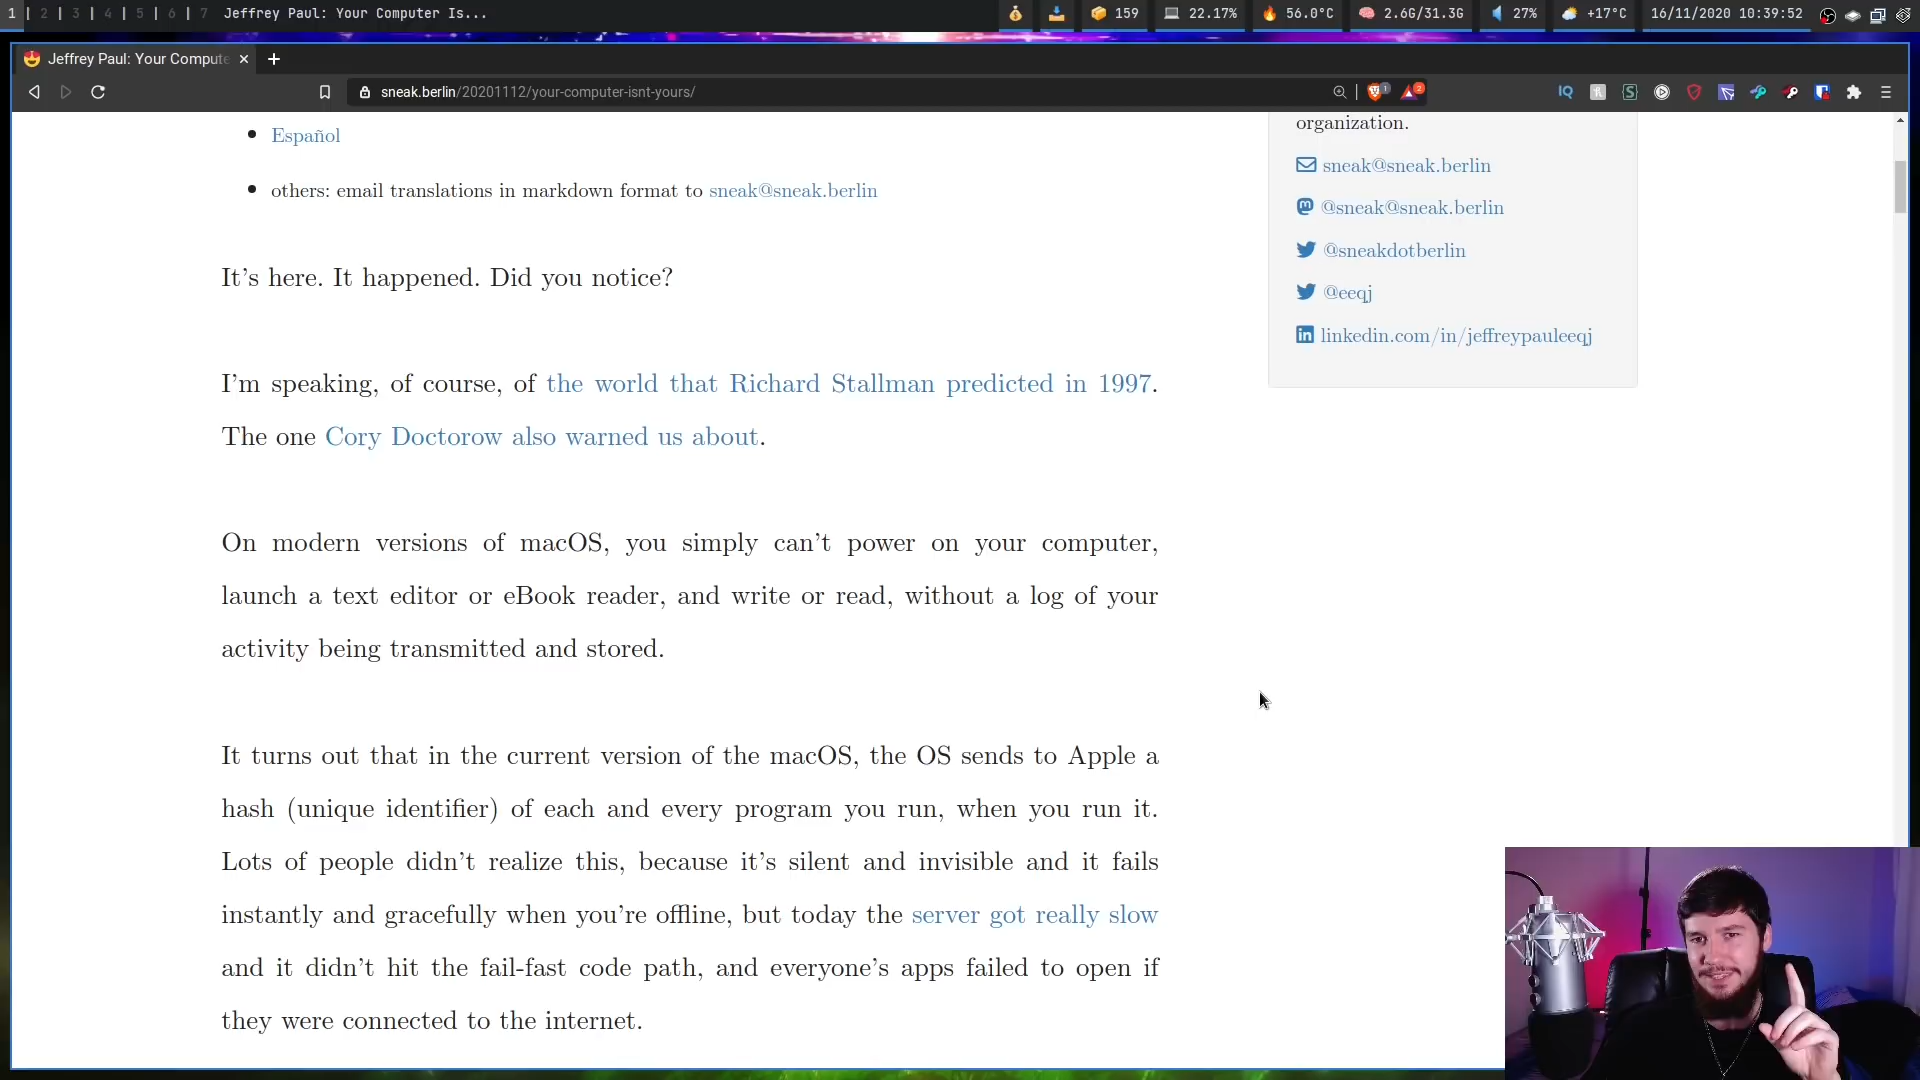 1 | 2 | 3 | 4 | 5 | 6 | 7 Jeffrey Paul: Your Computer Is... 159 22.17% 56.0°C 2.6G/31.3G 27% +17°C 16/11/2020 10:39:52
Jeffrey Paul: Your Compute
sneak.berlin/20201112/your-computer-isnt-yours/ 1 2 IQ
Español
others: email translations in markdown format to sneak@sneak.berlin
It's here. It happened. Did you notice?
I'm speaking, of course, of the world that Richard Stallman predicted in 1997.
The one Cory Doctorow also warned us about.
On modern versions of macOS, you simply can't power on your computer,
launch a text editor or eBook reader, and write or read, without a log of your
activity being transmitted and stored.
It turns out that in the current version of the macOS, the OS sends to Apple a
hash (unique identifier) of each and every program you run, when you run it.
Lots of people didn't realize this, because it's silent and invisible and it fails
instantly and gracefully when you're offline, but today the server got really slow
and it didn't hit the fail-fast code path, and everyone's apps failed to open if
they were connected to the internet.
organization.
sneak@sneak.berlin
@sneak@sneak.berlin
@sneakdotberlin
@eeqj
linkedin.com/in/jeffreypauleeqj